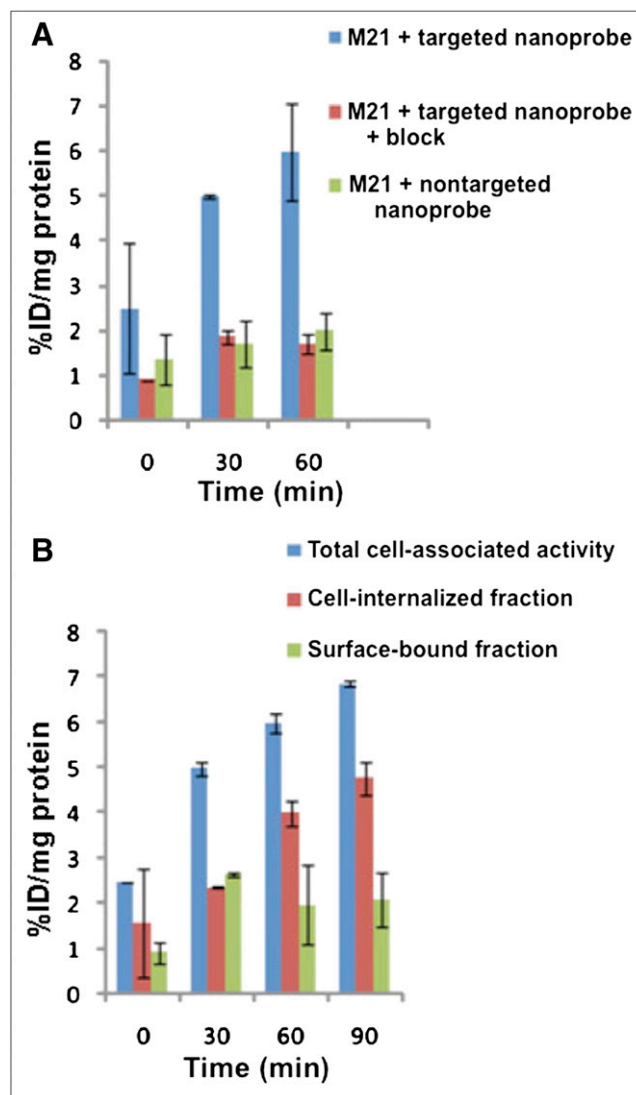 A
M21 + targeted nanoprobe
M21 + targeted nanoprobe
+ block
M21 + nontargeted
nanoprobe
%ID/mg protein
8
7
6
5
4
3
2
1
0
0 30 60
Time (min)
B
Total cell-associated activity
Cell-internalized fraction
Surface-bound fraction
%ID/mg protein
8
7
6
5
4
3
2
1
0
0 30 60 90
Time (min)